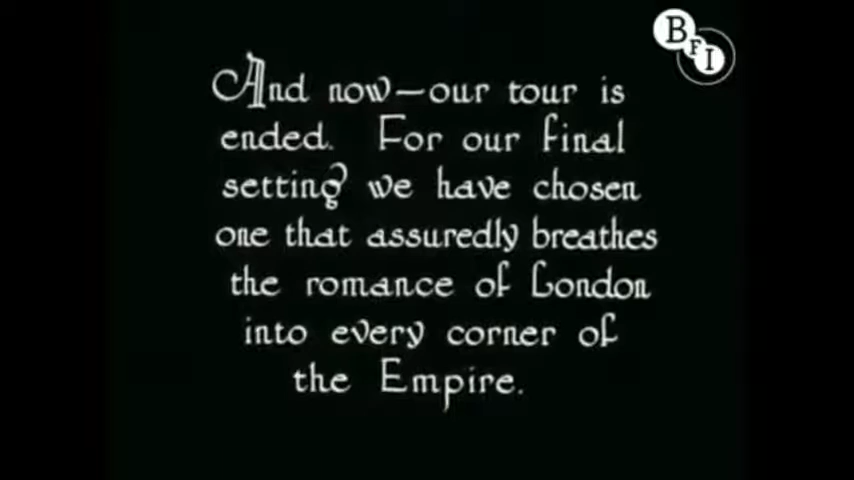 BFI
And now—our tour is
ended. For our final
setting we have chosen
one that assuredly breathes
the romance of London
into every corner of
the Empire.